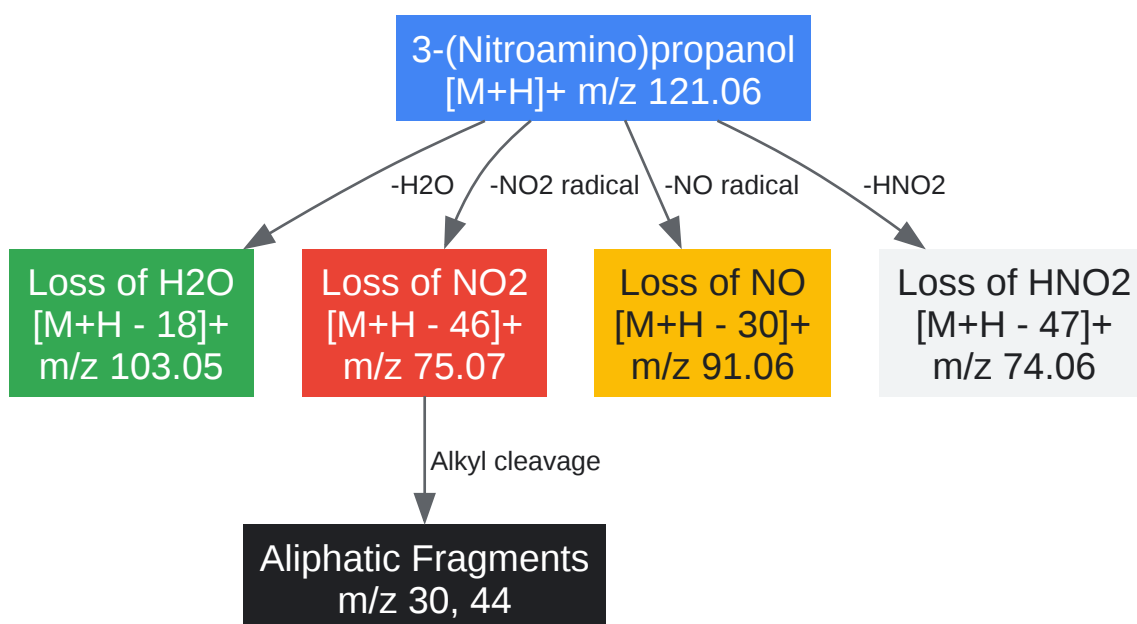 3-(Nitroamino)propanol
[M+H]+ m/z 121.06
-H2O
-NO2 radical
-NO radical
-HNO2
Loss of H2O
[M+H - 18]+
m/z 103.05
Loss of NO2
[M+H - 46]+
m/z 75.07
Loss of NO
[M+H - 30]+
m/z 91.06
Loss of HNO2
[M+H - 47]+
m/z 74.06
Alkyl cleavage
Aliphatic Fragments
m/z 30, 44